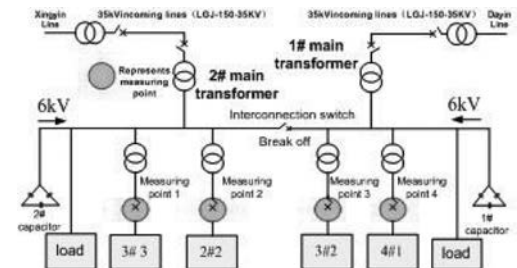 Xingyin
Line
35kVincoming lines（LGJ-150-35KV）
35kVincoming lines（LGJ-150-35KV）
Dayin
Line
Represents
measuring
point
2# main
transformer
1# main
transformer
6kV
Interconnection switch
6kV
Break off
Measuring
point 1
Measuring
point 2
Measuring
point 3
Measuring
point 4
2#
capacitor
1#
capacitor
load
3# 3
2#2
3#2
4#1
load